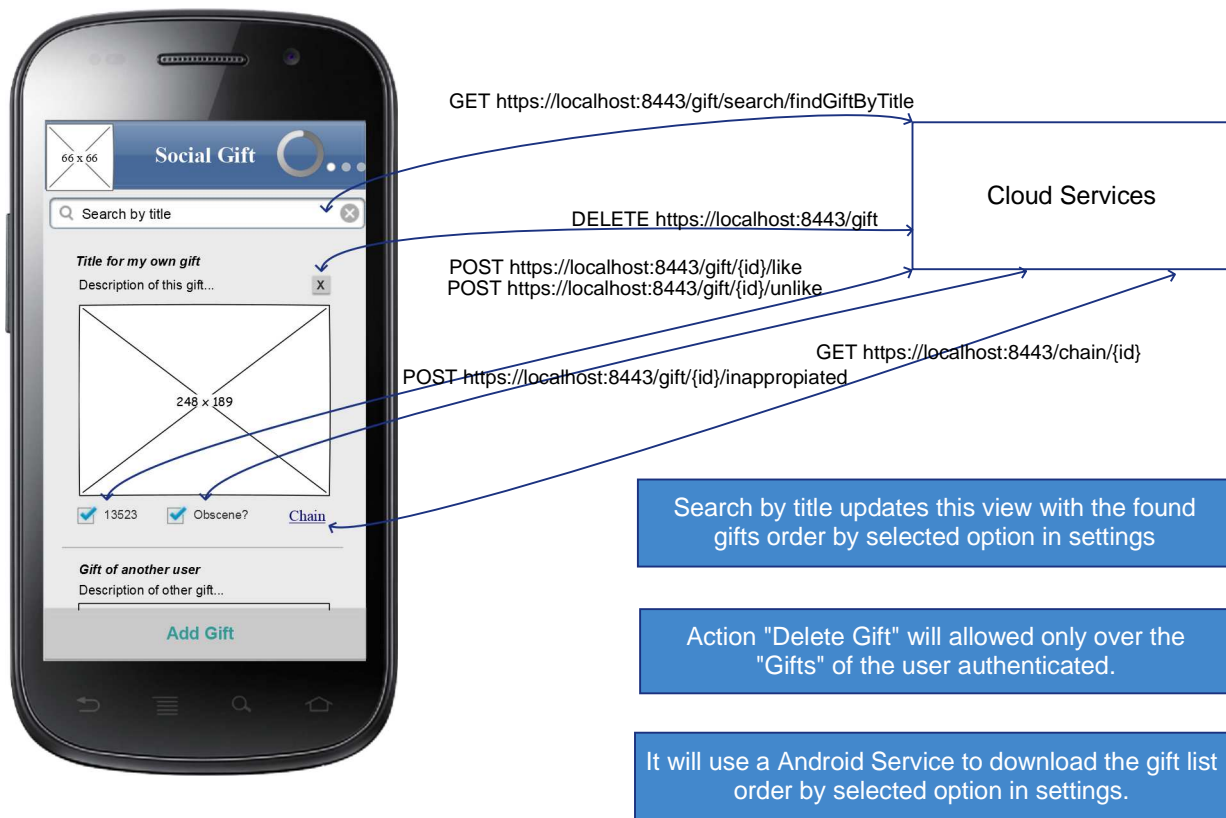 GET https://localhost:8443/gift/search/findGiftByTitle
66 x 66
Social Gift
Search by title
Cloud Services
DELETE https://localhost:8443/gift
Title for my own gift
Description of this gift...
X
POST https://localhost:8443/gift/{id}/like
POST https://localhost:8443/gift/{id}/unlike
GET https://localhost:8443/chain/{id}
POST https://localhost:8443/gift/{id}/inappropiated
248 x 189
13523
Obscene?
Chain
Search by title updates this view with the found
gifts order by selected option in settings
Gift of another user
Description of other gift...
Add Gift
Action "Delete Gift" will allowed only over the
"Gifts" of the user authenticated.
It will use a Android Service to download the gift list
order by selected option in settings.